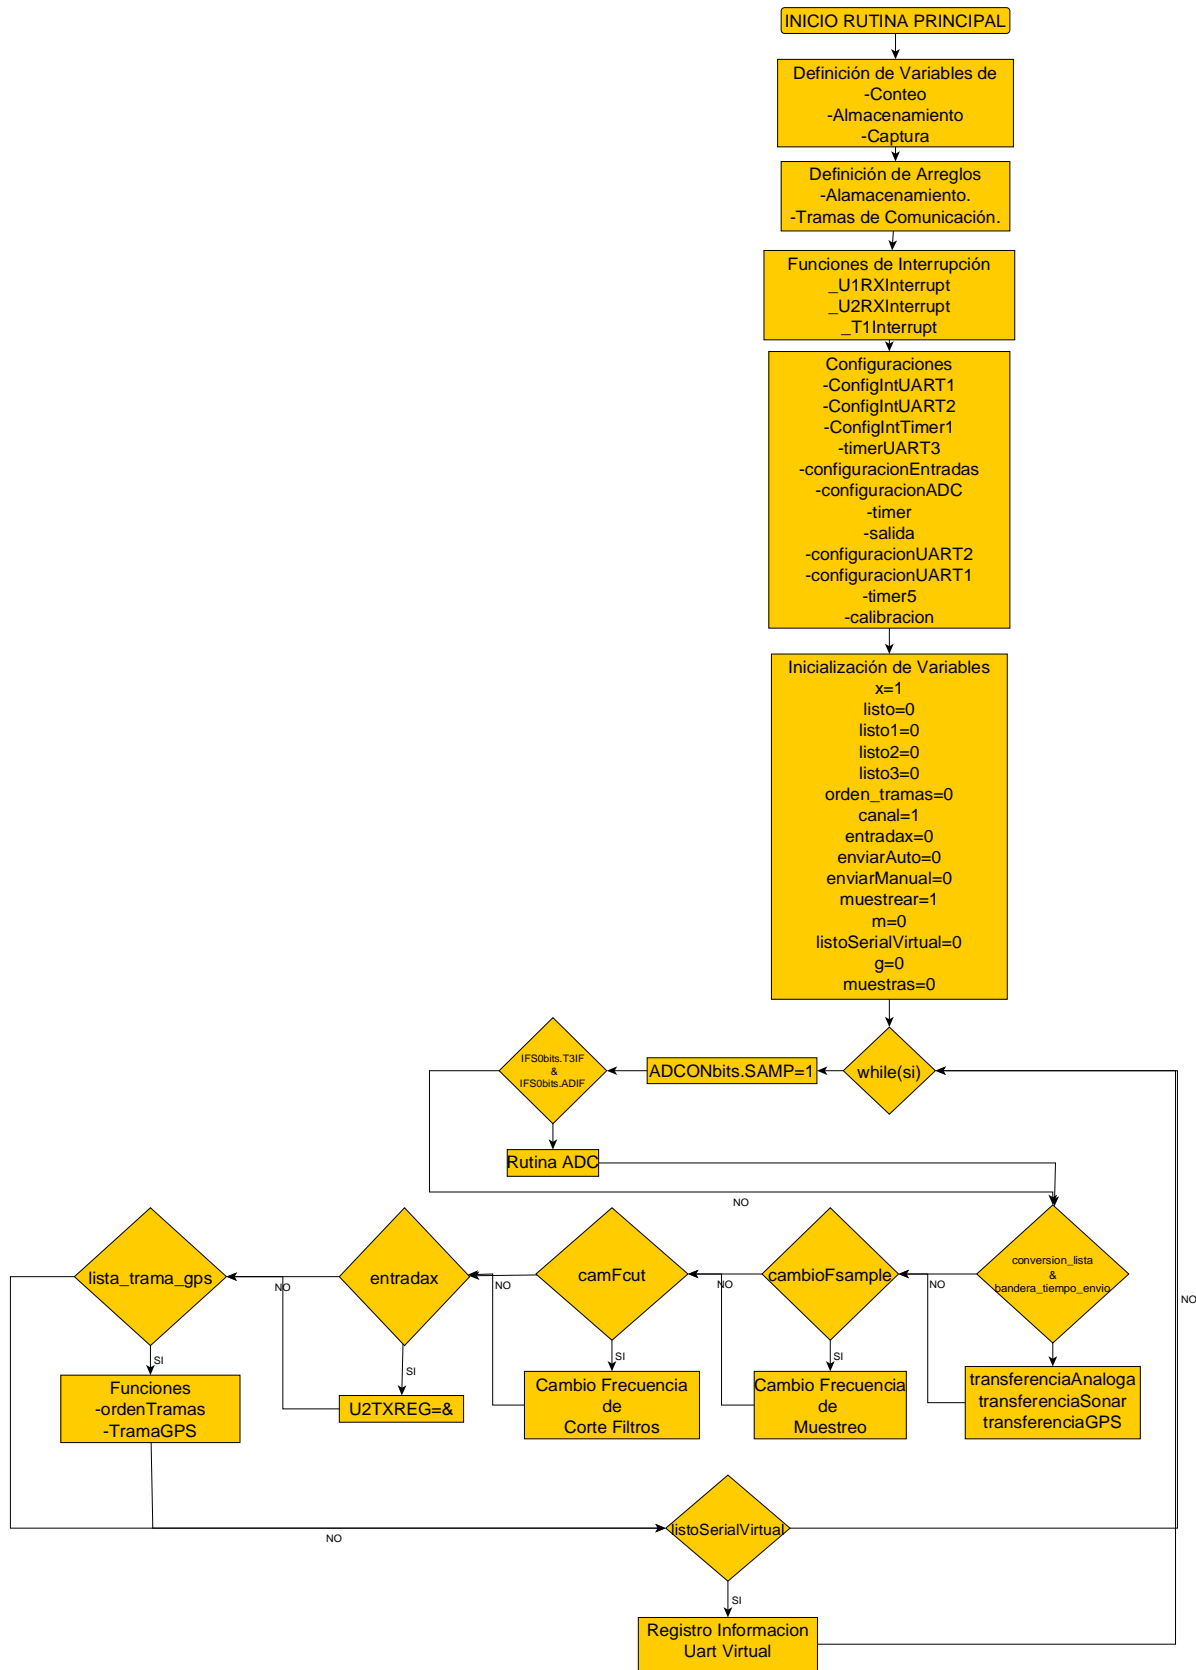 INICIO RUTINA PRINCIPAL
Definición de Variables de
-Conteo
-Almacenamiento
-Captura
Definición de Arreglos
-Alamacenamiento.
-Tramas de Comunicación.
Funciones de Interrupción
_U1RXInterrupt
_U2RXInterrupt
_T1Interrupt
Configuraciones
-ConfigIntUART1
-ConfigIntUART2
-ConfigIntTimer1
-timerUART3
-configuracionEntradas
-configuracionADC
-timer
-salida
-configuracionUART2
-configuracionUART1
-timer5
-calibracion
Inicialización de Variables
x=1
listo=0
listo1=0
listo2=0
listo3=0
orden_tramas=0
canal=1
entradax=0
enviarAuto=0
enviarManual=0
muestrear=1
m=0
listoSerialVirtual=0
g=0
muestras=0
while(si)
ADCONbits.SAMP=1
IFS0bits.T3IF
&
IFS0bits.ADIF
Rutina ADC
NO
conversion_lista
&
bandera_tiempo_envio
NO
transferenciaAnaloga
transferenciaSonar
transferenciaGPS
cambioFsample
NO
SI
Cambio Frecuencia
de
Muestreo
camFcut
NO
SI
Cambio Frecuencia
de
Corte Filtros
entradax
NO
SI
U2TXREG=&
lista_trama_gps
SI
Funciones
-ordenTramas
-TramaGPS
NO
listoSerialVirtual
NO
SI
Registro Informacion
Uart Virtual